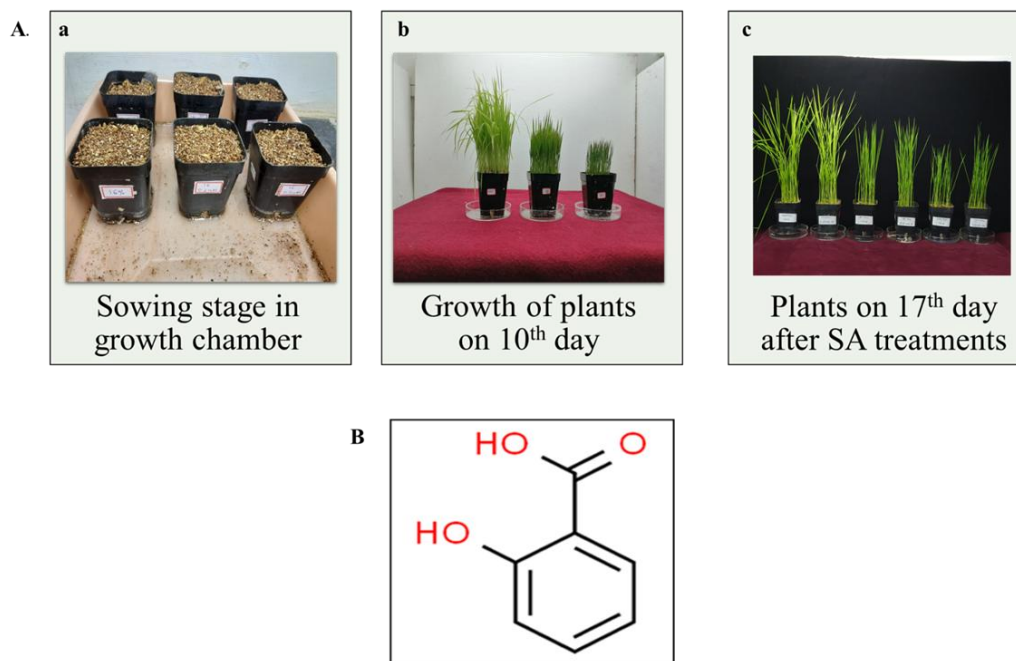 A.
a
b
c
Sowing stage in
growth chamber
Growth of plants
on 10th day
Plants on 17th day
after SA treatments
B
HO
O
HO